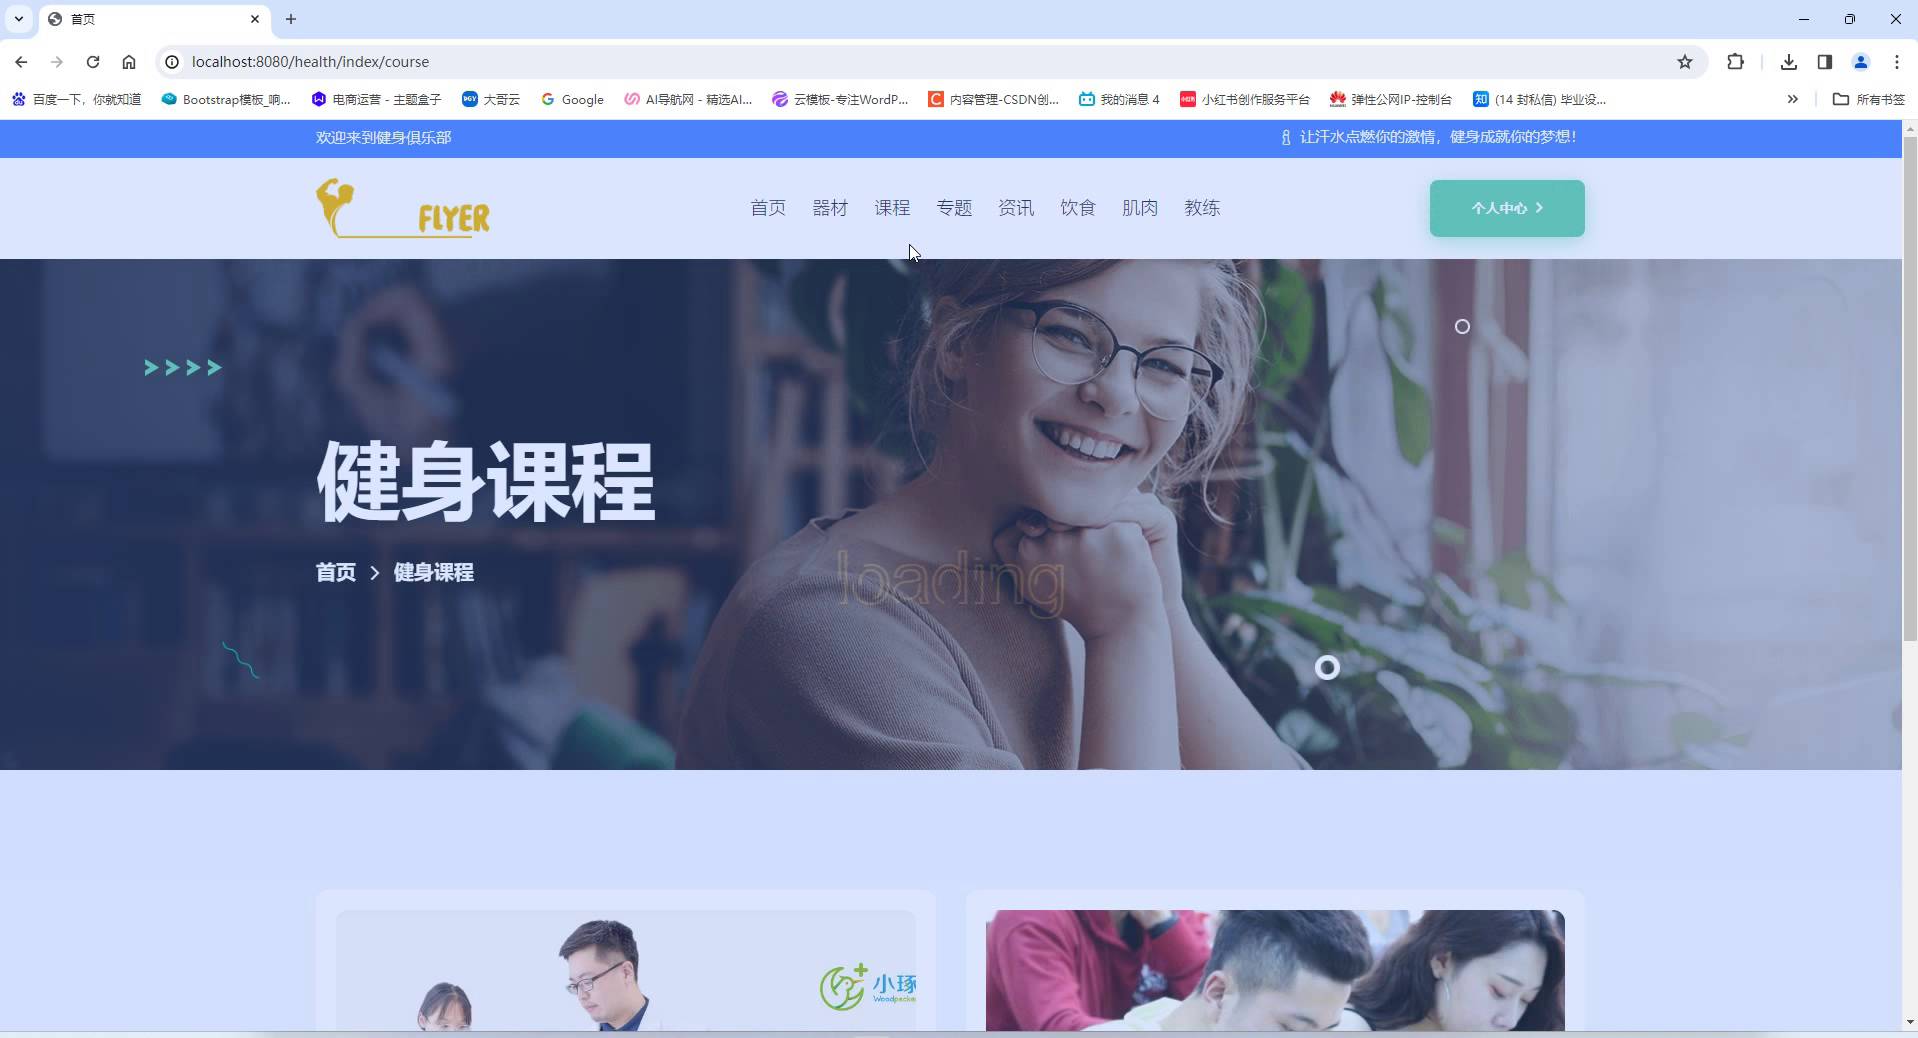 首页
localhost:8080/health/index/course
百度一下，你就知道
Bootstrap模板_响...
电商运营 - 主题盒子
大哥云
Google
AI导航网 - 精选AI...
云模板-专注WordP...
内容管理-CSDN创...
我的消息 4
小红书创作服务平台
弹性公网IP-控制台
(14 封私信) 毕业设...
所有书签
欢迎来到健身俱乐部
让汗水点燃你的激情，健身成就你的梦想！
FLYER
首页 器材 课程 专题 资讯 饮食 肌肉 教练
个人中心
健身课程
首页 > 健身课程
loading
小琢
Woodpecke